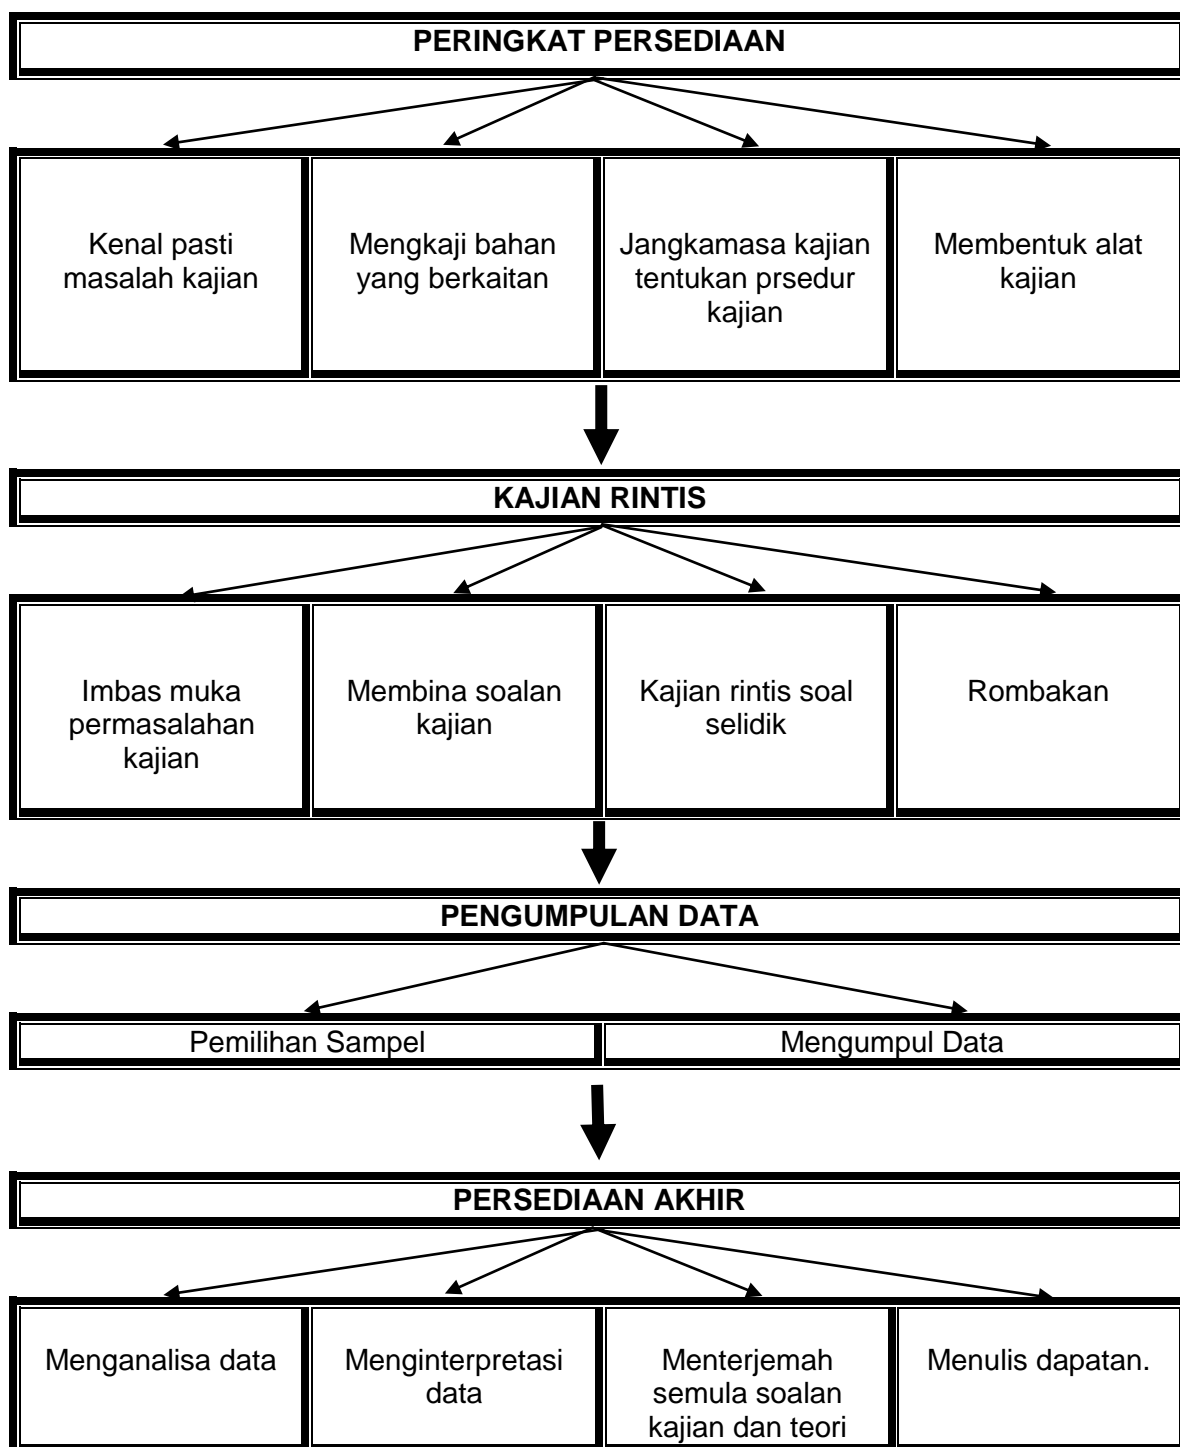 PERINGKAT PERSEDIAAN
Kenal pasti
masalah kajian
Mengkaji bahan
yang berkaitan
Jangkamasa kajian
tentukan prsedur
kajian
Membentuk alat
kajian
KAJIAN RINTIS
Imbas muka
permasalahan
kajian
Membina soalan
kajian
Kajian rintis soal
selidik
Rombakan
PENGUMPULAN DATA
Pemilihan Sampel
Mengumpul Data
PERSEDIAAN AKHIR
Menganalisa data
Menginterpretasi
data
Menterjemah
semula soalan
kajian dan teori
Menulis dapatan.